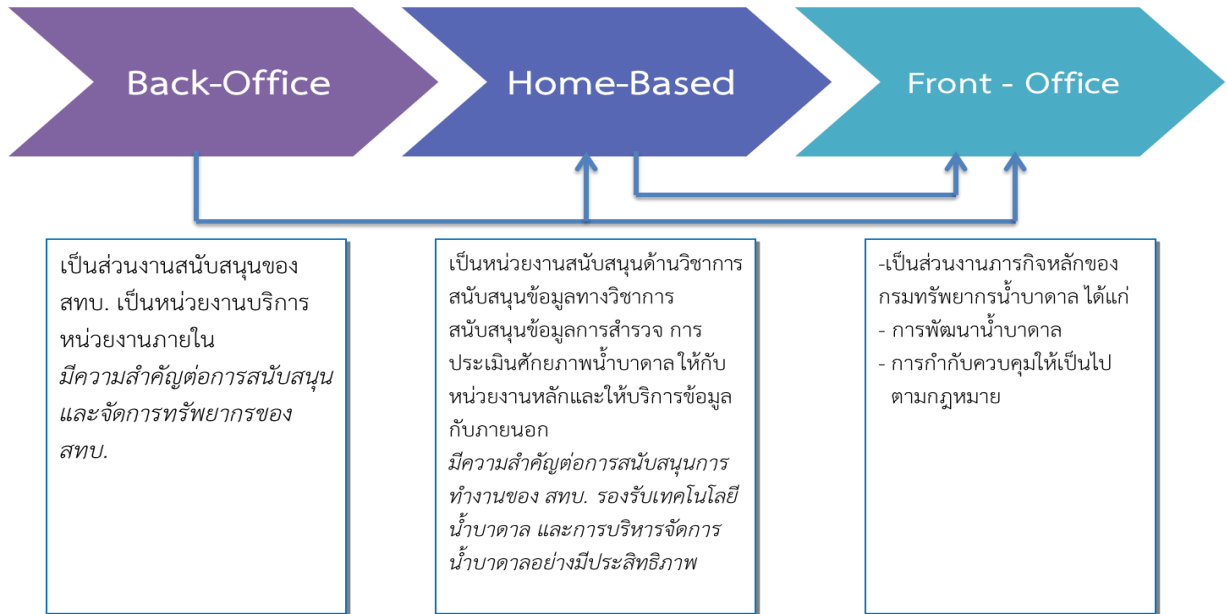 Back-Office
Home-Based
Front - Office
เป็นส่วนงานสนับสนุนของ
สทบ. เป็นหน่วยงานบริการ
หน่วยงานภายใน
มีความสำคัญต่อการสนับสนุน
และจัดการทรัพยากรของ
สทบ.
เป็นหน่วยงานสนับสนุนด้านวิชาการ
สนับสนุนข้อมูลทางวิชาการ
สนับสนุนข้อมูลการสำรวจ การ
ประเมินศักยภาพน้ำบาดาล ให้กับ
หน่วยงานหลักและให้บริการข้อมูล
กับภายนอก
มีความสำคัญต่อการสนับสนุนการ
ทำงานของ สทบ. รองรับเทคโนโลยี
น้ำบาดาล และการบริหารจัดการ
น้ำบาดาลอย่างมีประสิทธิภาพ
-เป็นส่วนงานภารกิจหลักของ
กรมทรัพยากรน้ำบาดาล ได้แก่
- การพัฒนาน้ำบาดาล
- การกำกับควบคุมให้เป็นไป
ตามกฎหมาย